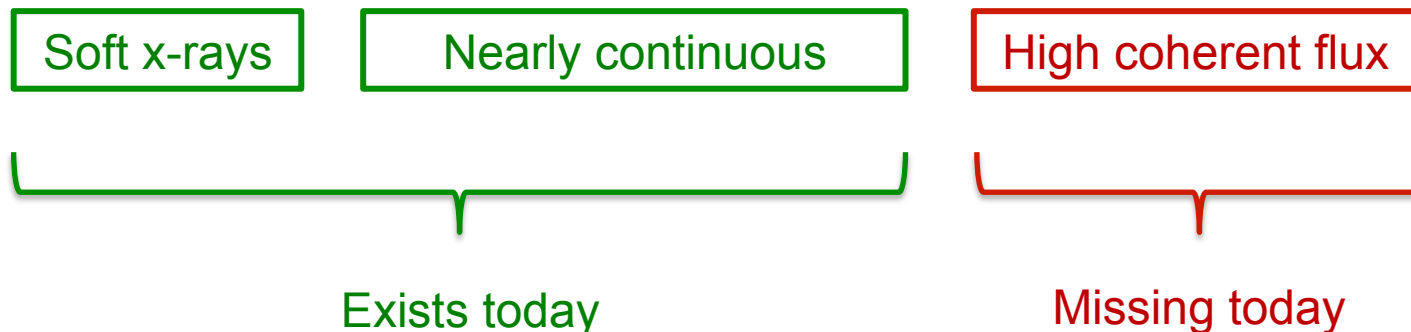 Soft x-rays
Nearly continuous
High coherent flux
Exists today
Missing today